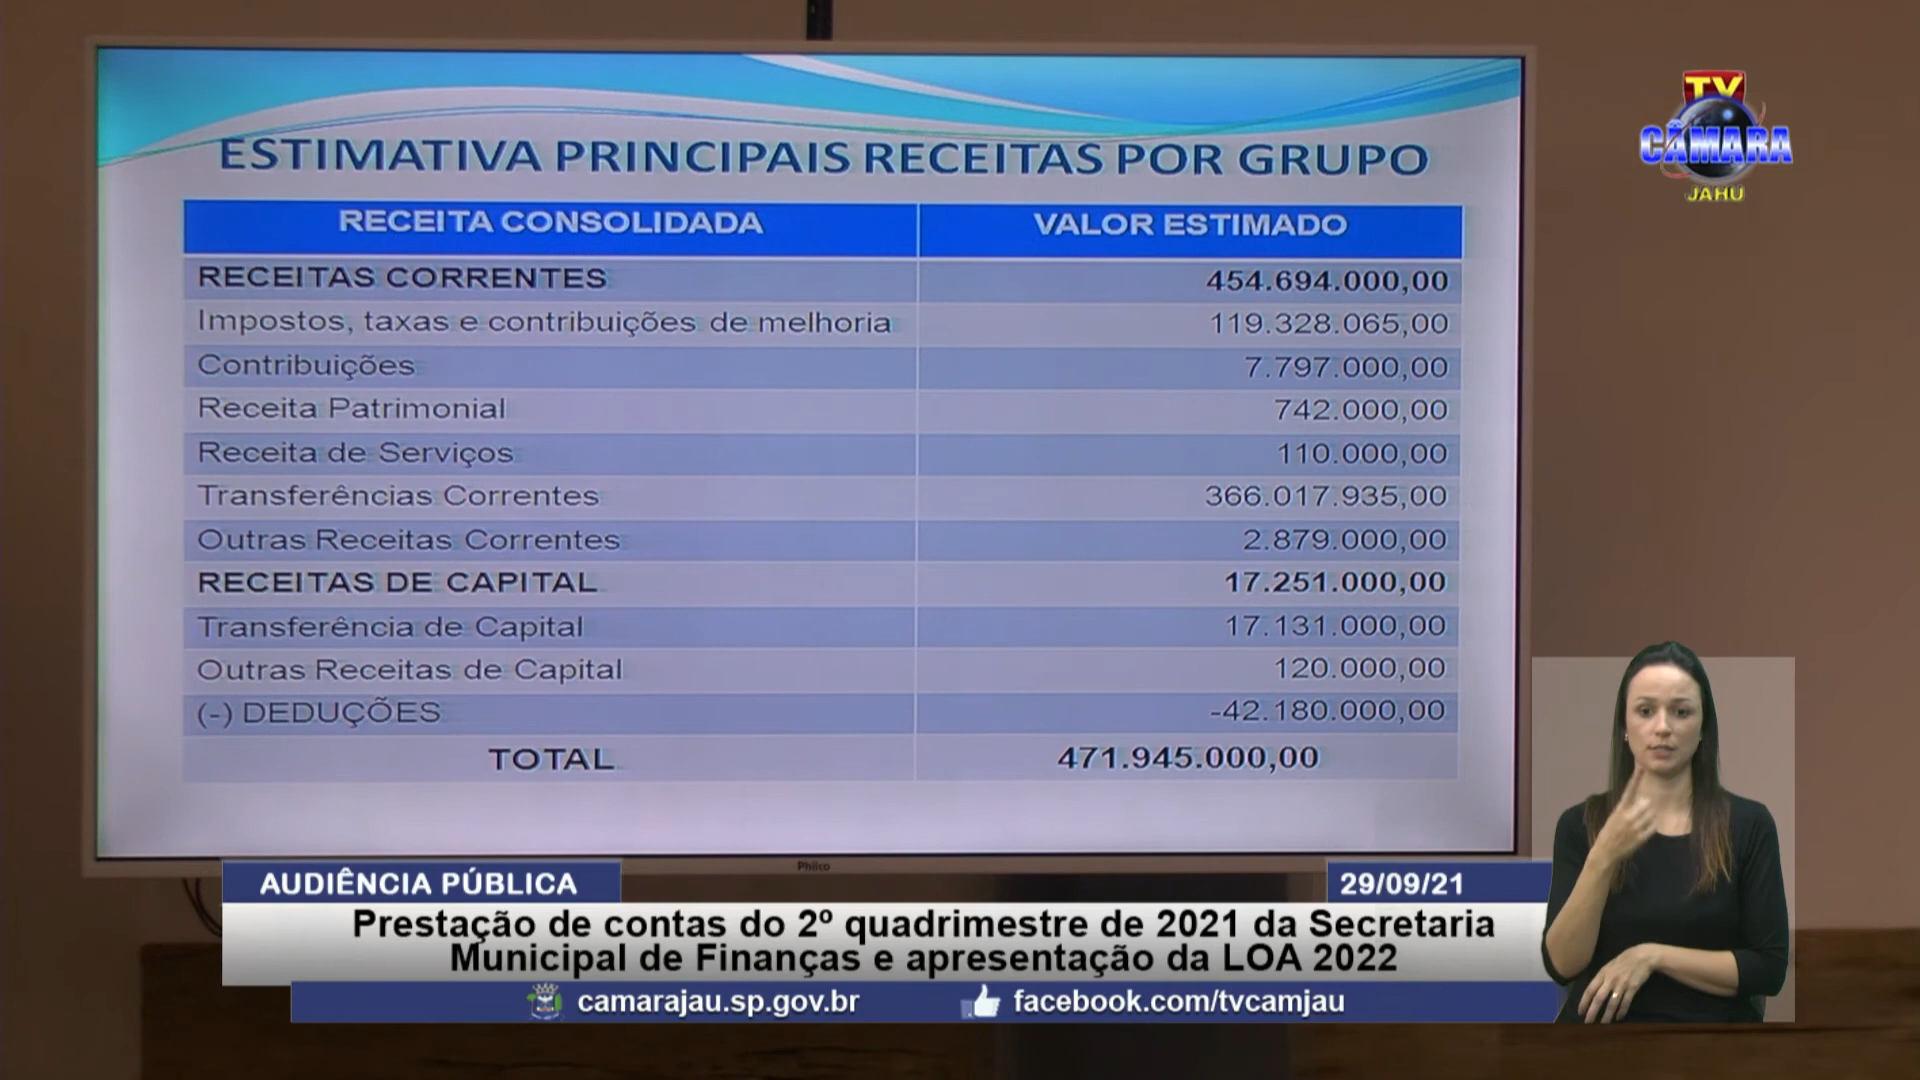 TV
CÂMARA
JAHU
ESTIMATIVA PRINCIPAIS RECEITAS POR GRUPO
RECEITA CONSOLIDADA VALOR ESTIMADO
RECEITAS CORRENTES 454.694.000,00
Impostos, taxas e contribuições de melhoria 119.328.065,00
Contribuições 7.797.000,00
Receita Patrimonial 742.000,00
Receita de Serviços 110.000,00
Transferências Correntes 366.017.935,00
Outras Receitas Correntes 2.879.000,00
RECEITAS DE CAPITAL 17.251.000,00
Transferência de Capital 17.131.000,00
Outras Receitas de Capital 120.000,00
(-) DEDUÇÕES -42.180.000,00
TOTAL 471.945.000,00
Philco
AUDIÊNCIA PÚBLICA 29/09/21
Prestação de contas do 2º quadrimestre de 2021 da Secretaria
Municipal de Finanças e apresentação da LOA 2022
camarajau.sp.gov.br facebook.com/tvcamjau